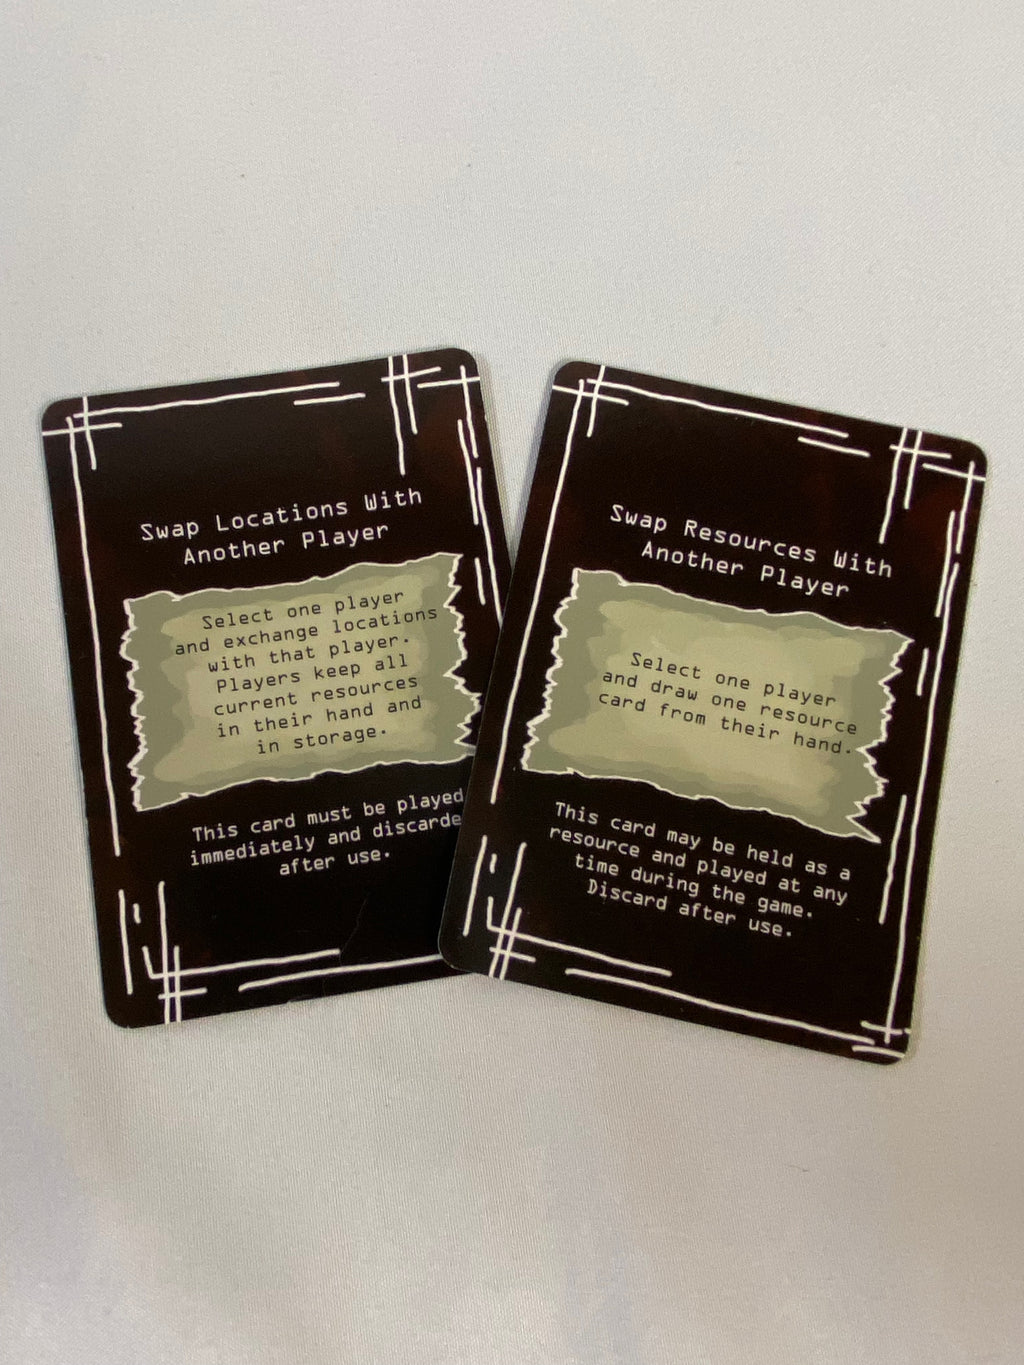 Swap Locations With
Another Player
Select one player
and exchange locations
with that player.
Players keep all
current resources
in their hand and
in storage.
This card must be played
immediately and discarde
after use.
Swap Resources With
Another Player
Select one player
and draw one resource
card from their hand.
This card may be held as a
resource and played at any
time during the game.
Discard after use.